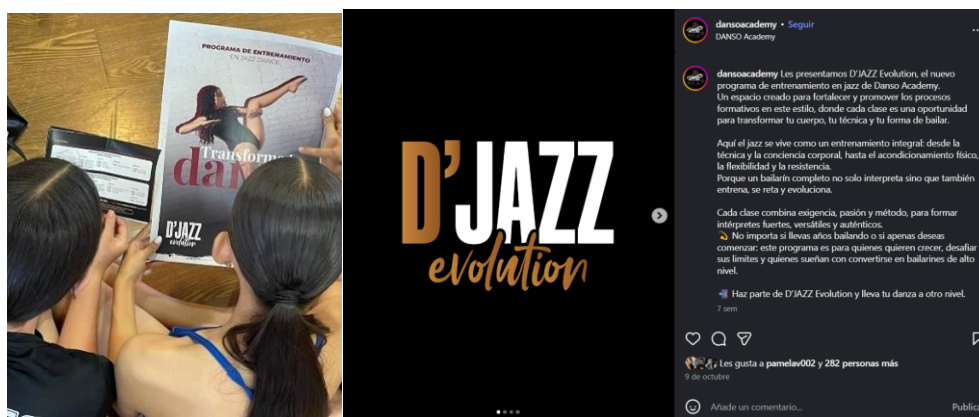 PROGRAMA DE ENTRENAMIENTO
EN JAZZ DANCE
D'JAZZ
evolution
D'JAZZ
evolution
dansoacademy • Seguir
DANSO Academy
dansoacademy Les presentamos D'JAZZ Evolution, el nuevo
programa de entrenamiento en jazz de Danso Academy.
Un espacio creado para fortalecer y promover los procesos
formativos en este estilo, donde cada clase es una oportunidad
para transformar tu cuerpo, tu técnica y tu forma de bailar.
Aquí el jazz se vive como un entrenamiento integral: desde la
técnica y la conciencia corporal, hasta el acondicionamiento físico,
la flexibilidad y la resistencia.
Porque un bailarín completo no solo interpreta sino que también
entrena, se reta y evoluciona.
Cada clase combina exigencia, pasión y método, para formar
intérpretes fuertes, versátiles y auténticos.
No importa si llevas años bailando o si apenas deseas
comenzar: este programa es para quienes quieren crecer, desafiar
sus límites y quienes sueñan con convertirse en bailarines de alto
nivel.
Haz parte de D'JAZZ Evolution y lleva tu danza a otro nivel.
7 sem
Les gusta a pamelav002 y 282 personas más
9 de octubre
Añade un comentario...
Public